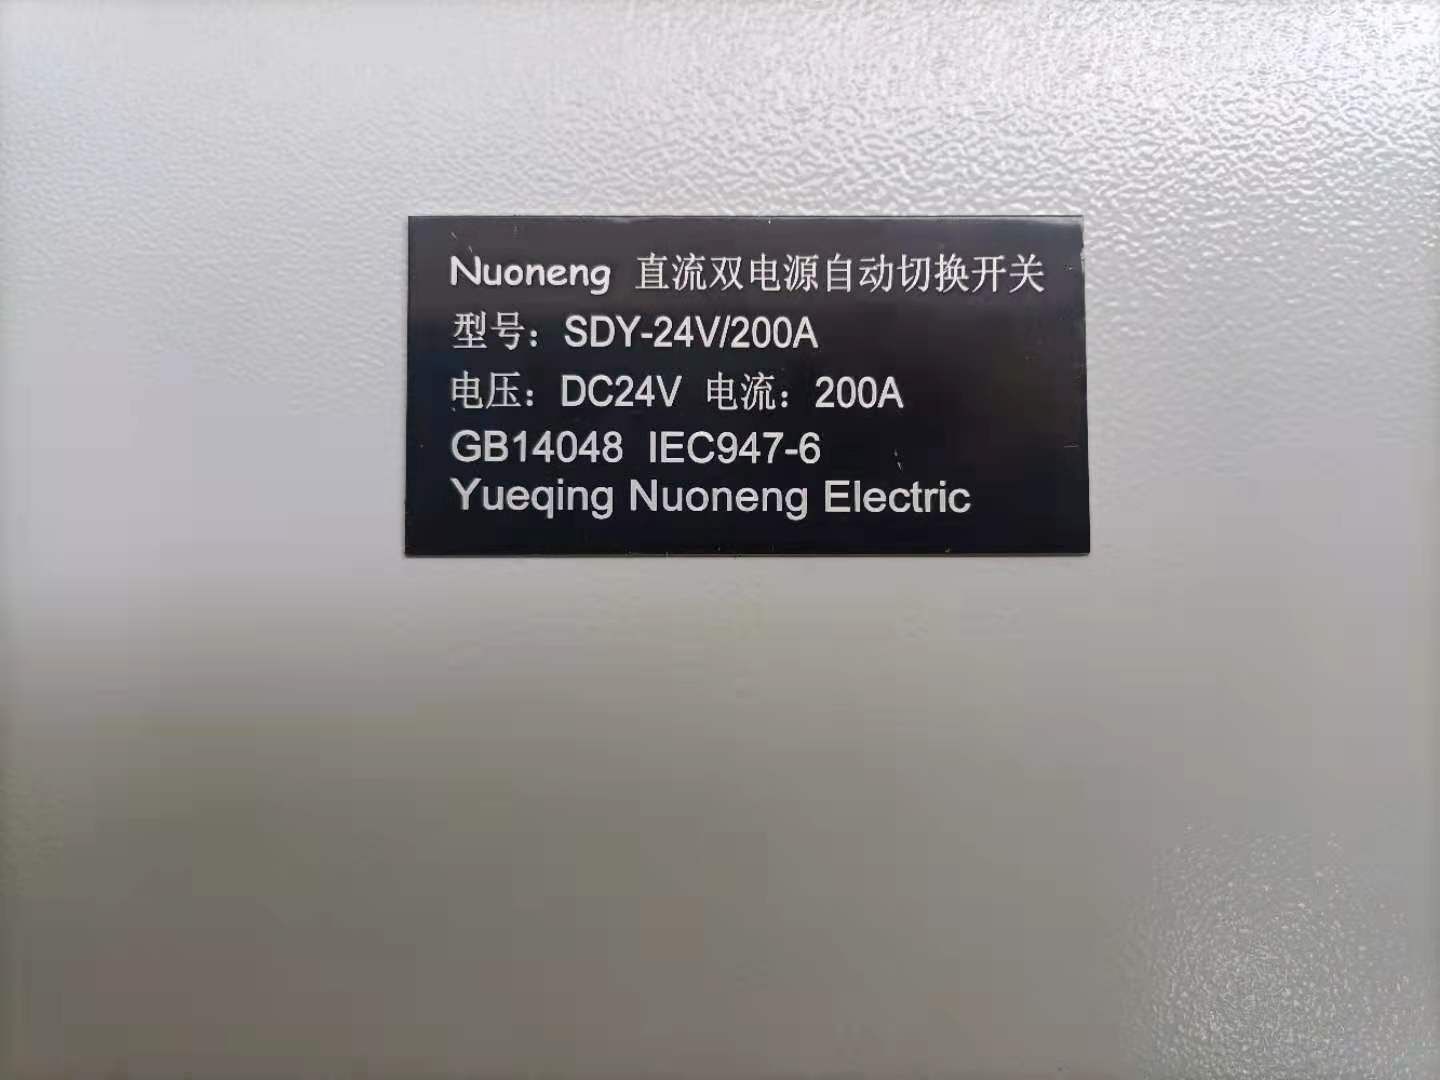 Nuoneng 直流双电源自动切换开关
型号：SDY-24V/200A
电压：DC24V 电流：200A
GB14048 IEC947-6
Yueqing Nuoneng Electric